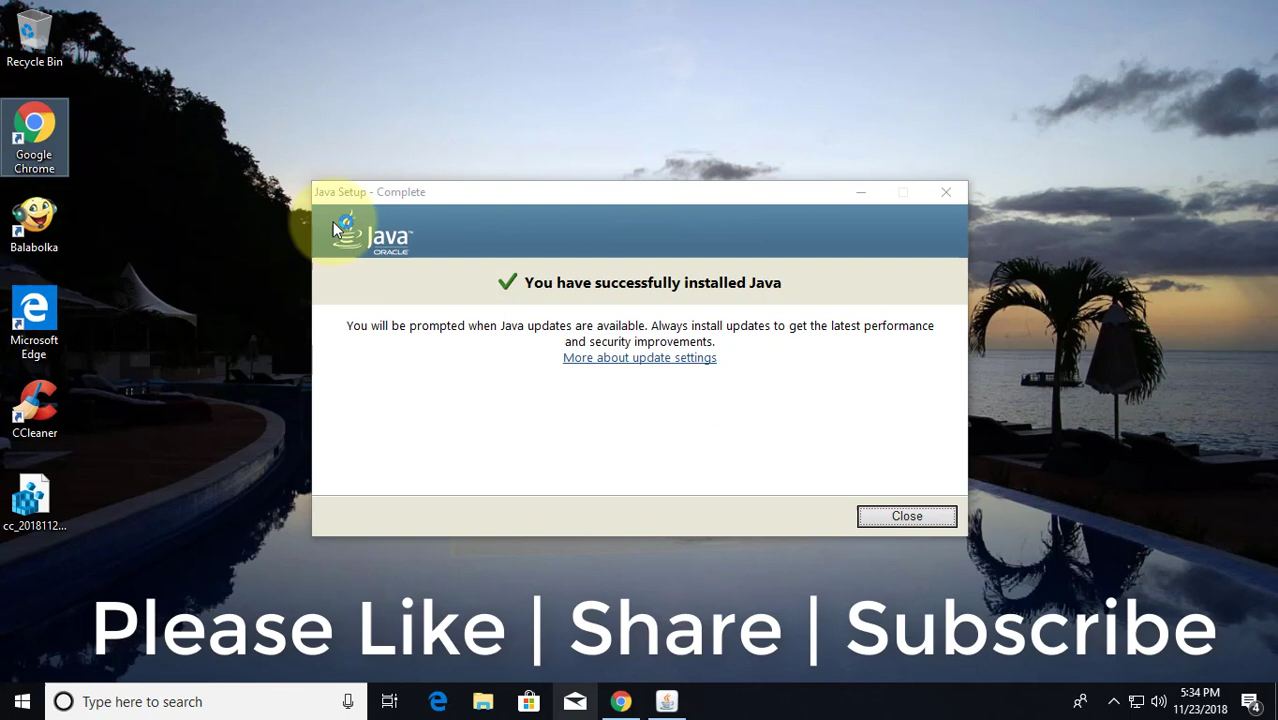 Recycle Bin
Google
Chrome
Balabolka
Microsoft
Edge
CCleaner
cc_2018112...
Java Setup - Complete
Java™
ORACLE
You have successfully installed Java
You will be prompted when Java updates are available. Always install updates to get the latest performance
and security improvements.
More about update settings
Close
Please Like | Share | Subscribe
Type here to search
5:34 PM
11/23/2018
4